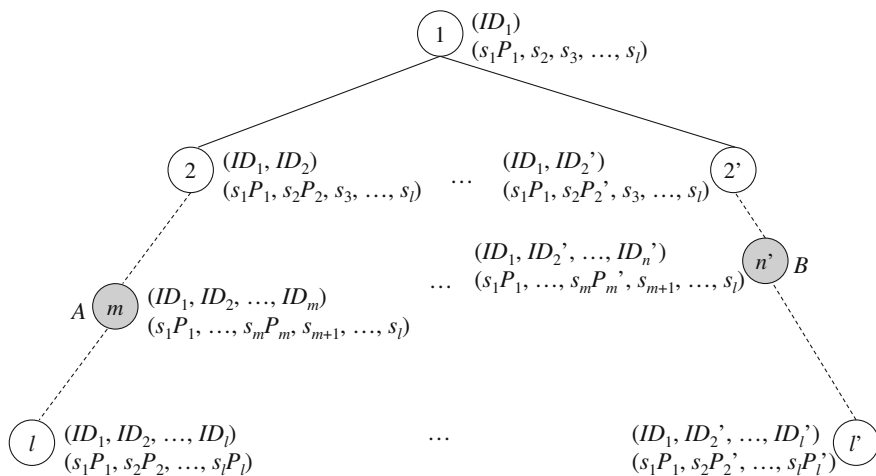 1 (ID₁)
(s₁P₁, s₂, s₃, …, sₗ)
2 (ID₁, ID₂) (ID₁, ID₂’) 2’
(s₁P₁, s₂P₂, s₃, …, sₗ) … (s₁P₁, s₂P₂’, s₃, …, sₗ)
(ID₁, ID₂’, …, IDₙ’) n’ B
… (s₁P₁, …, sₘPₘ’, sₘ₊₁, …, sₗ)
A m (ID₁, ID₂, …, IDₘ)
(s₁P₁, …, sₘPₘ, sₘ₊₁, …, sₗ)
l (ID₁, ID₂, …, IDₗ) … (ID₁, ID₂’, …, IDₗ’) l’
(s₁P₁, s₂P₂, …, sₗPₗ) (s₁P₁, s₂P₂’, …, sₗPₗ’)